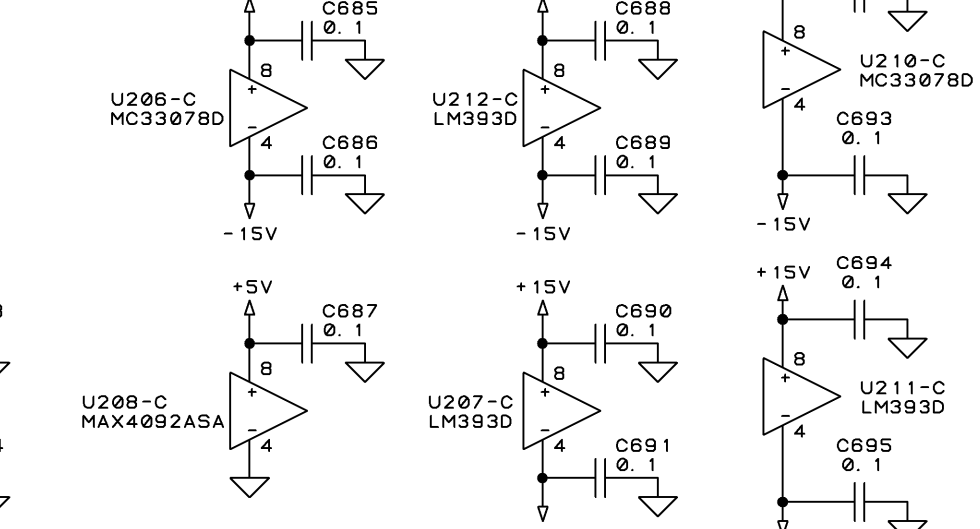 C685
0.1
8
+
U206-C
MC33078D
-
4
C686
0.1
-15V
C688
0.1
8
+
U212-C
LM393D
-
4
C689
0.1
-15V
8
+
U210-C
MC33078D
-
4
C693
0.1
-15V
+5V
C687
0.1
8
+
U208-C
MAX4092ASA
-
4
+15V
C690
0.1
8
+
U207-C
LM393D
-
4
C691
0.1
+15V
C694
0.1
8
+
U211-C
LM393D
-
4
C695
0.1